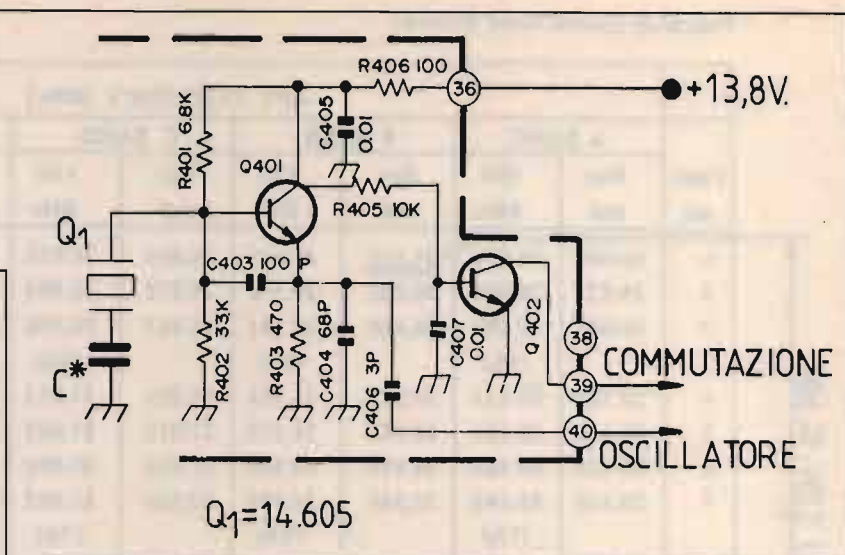 R406 100
36
+13,8V.
R401 6.8K
C405
0.01
Q401
R405 10K
Q1
C403 100 P
C*
R402 33K
R403 470
C404 68P
C406 3P
C407
0.01
Q 402
38
COMMUTAZIONE
39
40
OSCILLATORE
Q1=14.605